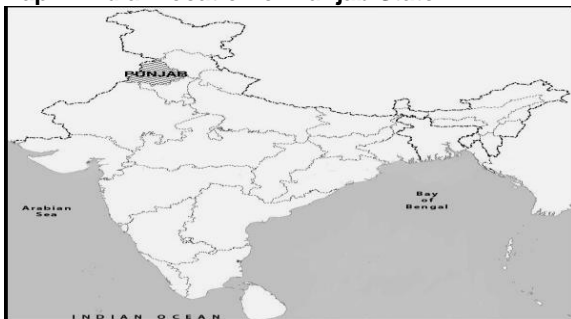 PUNJAB
Arabian
Sea
Bay
of
Bengal
INDIAN OCEAN